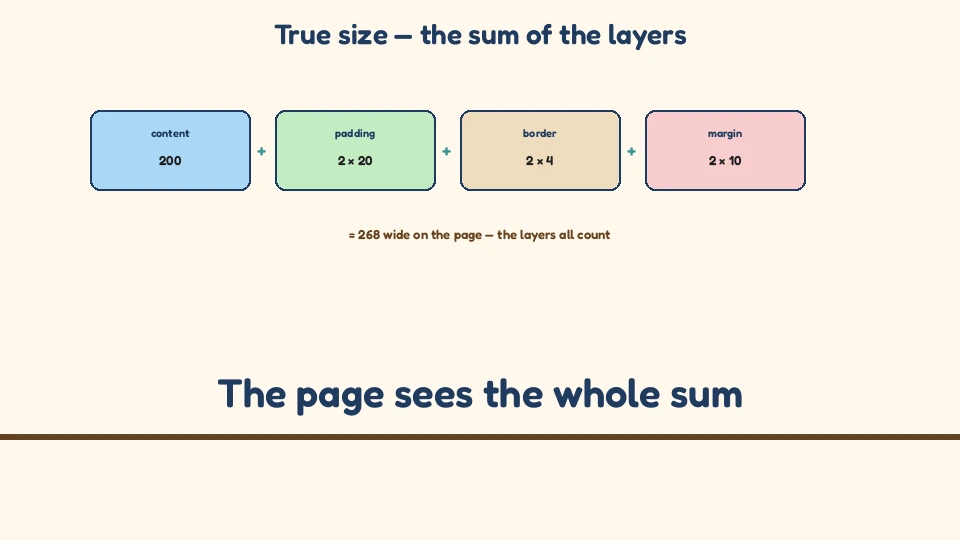 True size — the sum of the layers
content + padding + border + margin
200 2 × 20 2 × 4 2 × 10
= 268 wide on the page — the layers all count
The page sees the whole sum